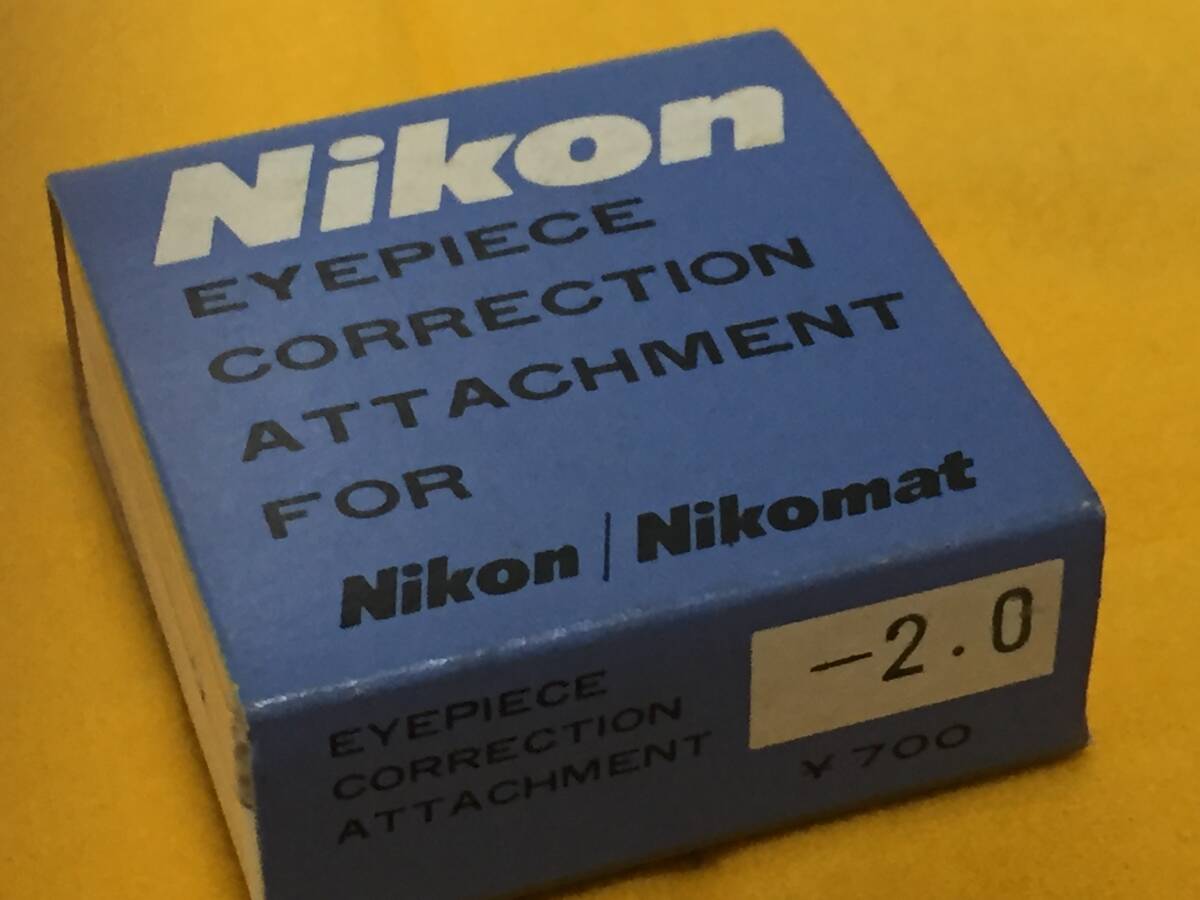 Nikon
EYEPIECE
CORRECTION
ATTACHMENT
FOR
Nikon | Nikomat
EYEPIECE
CORRECTION
ATTACHMENT
-2.0
¥700